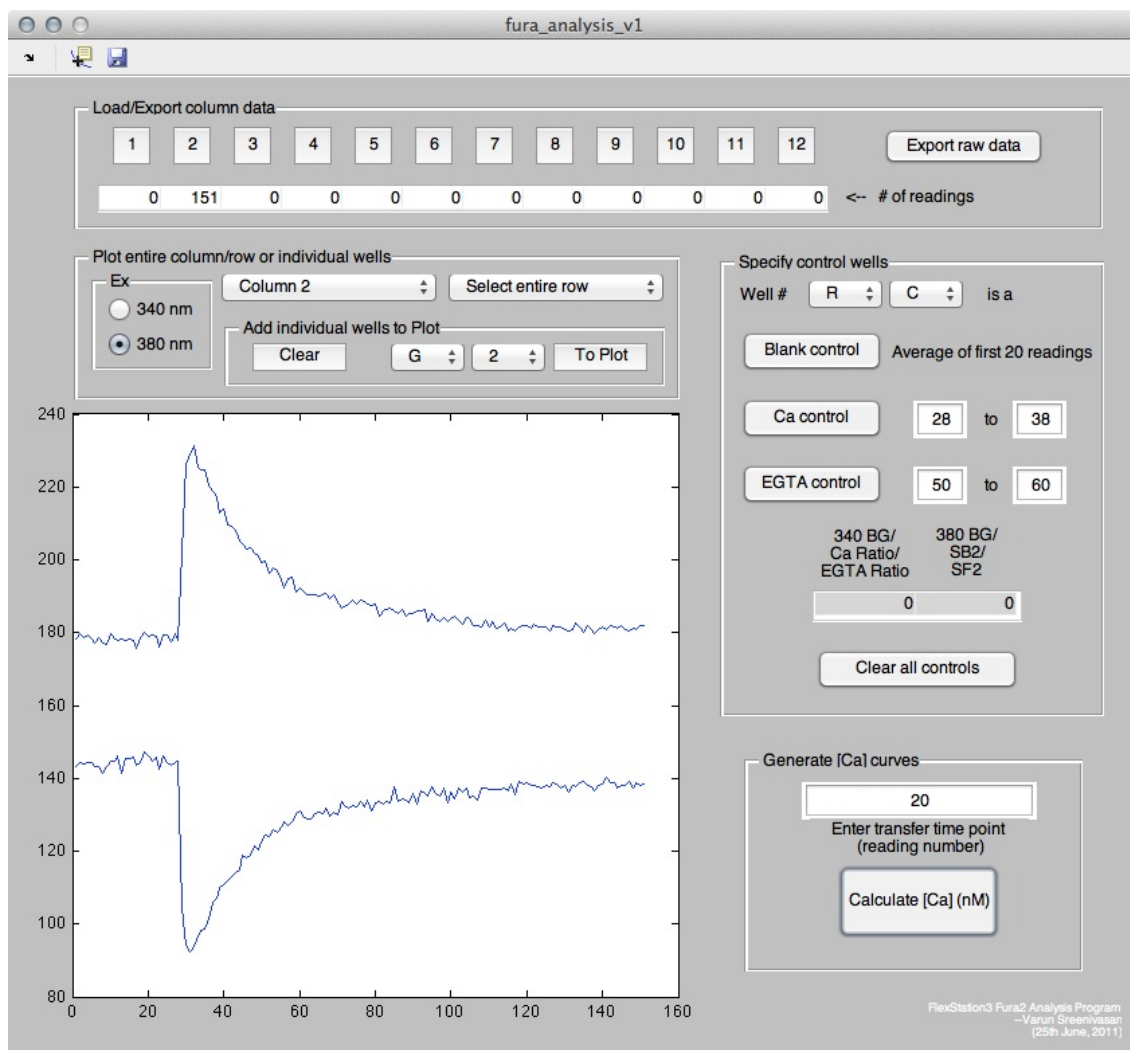 fura_analysis_v1
Load/Export column data
1 2 3 4 5 6 7 8 9 10 11 12
Export raw data
0 151 0 0 0 0 0 0 0 0 0 0
<-- # of readings
Plot entire column/row or individual wells
Ex
340 nm
380 nm
Column 2
Select entire row
Add individual wells to Plot
Clear
G
2
To Plot
240
220
200
180
160
140
120
100
80
0 20 40 60 80 100 120 140 160
Specify control wells
Well # R C is a
Blank control
Average of first 20 readings
Ca control
28 to 38
EGTA control
50 to 60
340 BG/
Ca Ratio/
EGTA Ratio
380 BG/
SB2/
SF2
0 0
Clear all controls
Generate [Ca] curves
20
Enter transfer time point
(reading number)
Calculate [Ca] (nM)
FlexStation3 Fura2 Analysis Program
--Varun Sreenivasan
(25th June, 2011)